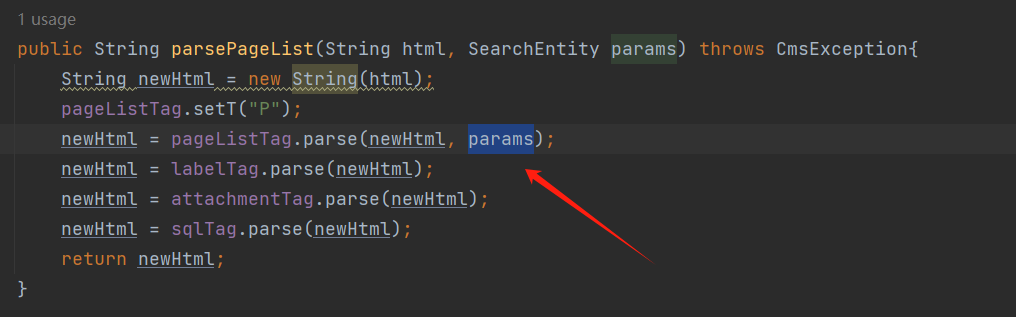 1 usage
public String parsePageList(String html, SearchEntity params) throws CmsException{
String newHtml = new String(html);
pageListTag.setT("P");
newHtml = pageListTag.parse(newHtml, params);
newHtml = labelTag.parse(newHtml);
newHtml = attachmentTag.parse(newHtml);
newHtml = sqlTag.parse(newHtml);
return newHtml;
}